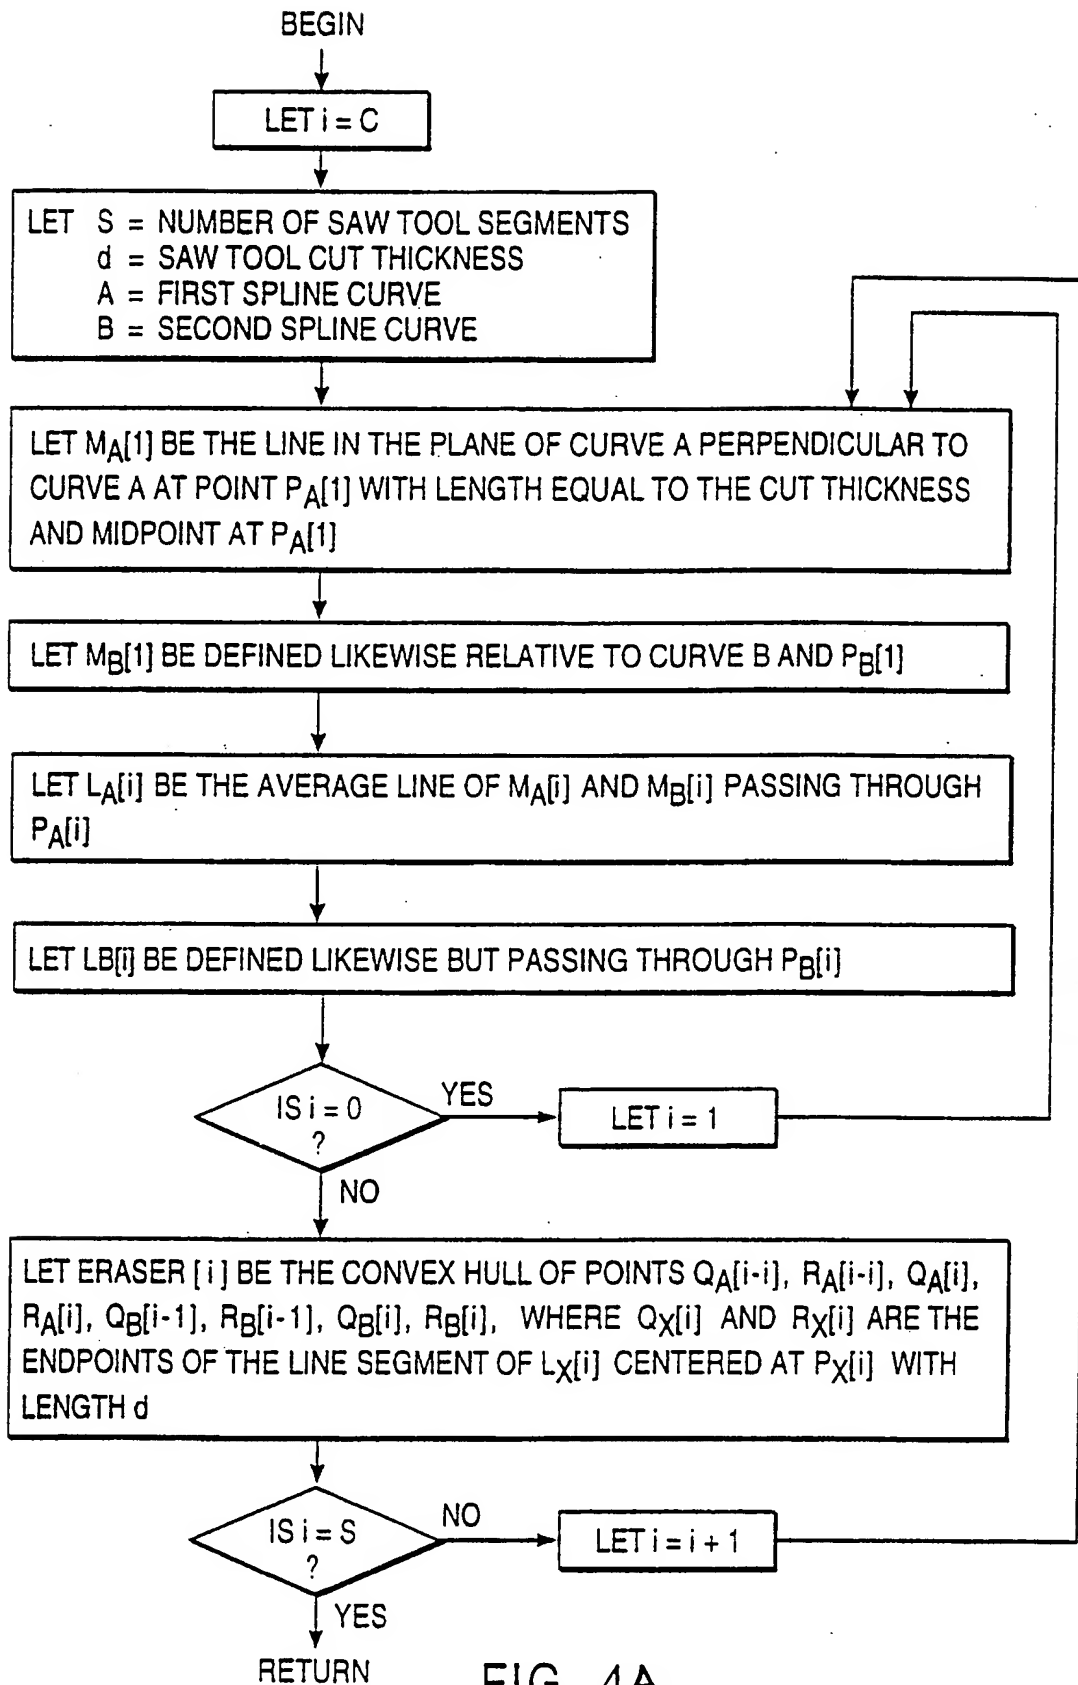 BEGIN
LET i = C
LET S = NUMBER OF SAW TOOL SEGMENTS
d = SAW TOOL CUT THICKNESS
A = FIRST SPLINE CURVE
B = SECOND SPLINE CURVE
LET MA[1] BE THE LINE IN THE PLANE OF CURVE A PERPENDICULAR TO
CURVE A AT POINT PA[1] WITH LENGTH EQUAL TO THE CUT THICKNESS
AND MIDPOINT AT PA[1]
LET MB[1] BE DEFINED LIKEWISE RELATIVE TO CURVE B AND PB[1]
LET LA[i] BE THE AVERAGE LINE OF MA[i] AND MB[i] PASSING THROUGH
PA[i]
LET LB[i] BE DEFINED LIKEWISE BUT PASSING THROUGH PB[i]
IS i = 0
?
YES
LET i = 1
NO
LET ERASER [ i ] BE THE CONVEX HULL OF POINTS QA[i-i], RA[i-i], QA[i],
RA[i], QB[i-1], RB[i-1], QB[i], RB[i], WHERE QX[i] AND RX[i] ARE THE
ENDPOINTS OF THE LINE SEGMENT OF LX[i] CENTERED AT PX[i] WITH
LENGTH d
IS i = S
?
NO
LET i = i + 1
YES
RETURN
FIG. 4A